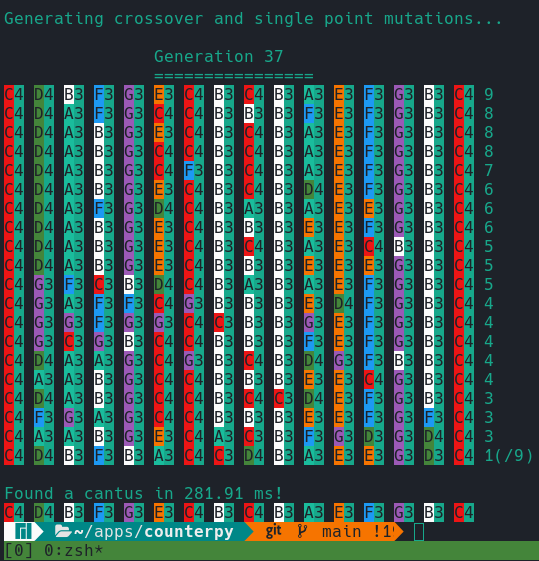 Generating crossover and single point mutations...
Generation 37
================
C4 D4 B3 F3 G3 E3 C4 B3 C4 B3 A3 E3 F3 G3 B3 C4 9
C4 D4 A3 F3 G3 C4 C4 B3 B3 B3 F3 E3 F3 G3 B3 C4 8
C4 D4 A3 B3 G3 E3 C4 B3 C4 B3 A3 E3 F3 G3 B3 C4 8
C4 D4 A3 B3 G3 C4 C4 B3 C4 B3 A3 E3 F3 G3 B3 C4 8
C4 D4 A3 B3 G3 C4 F3 B3 C4 B3 A3 E3 F3 G3 B3 C4 7
C4 D4 A3 B3 G3 E3 C4 B3 C4 B3 D4 E3 F3 G3 B3 C4 6
C4 D4 A3 F3 G3 D4 C4 B3 A3 B3 A3 E3 E3 G3 B3 C4 6
C4 D4 A3 B3 G3 E3 C4 B3 B3 B3 E3 E3 F3 G3 B3 C4 6
C4 D4 A3 B3 G3 E3 C4 B3 C4 B3 A3 E3 C4 B3 B3 C4 5
C4 D4 A3 B3 G3 E3 C4 B3 B3 B3 E3 E3 E3 G3 B3 C4 5
C4 G3 F3 C3 B3 D4 C4 B3 A3 B3 A3 E3 F3 G3 B3 C4 5
C4 G3 A3 F3 F3 C4 G3 B3 B3 B3 E3 D4 F3 G3 B3 C4 4
C4 G3 G3 F3 G3 G3 C4 C3 B3 B3 G3 E3 F3 G3 B3 C4 4
C4 G3 C3 G3 B3 C4 C4 B3 B3 B3 F3 E3 F3 G3 B3 C4 4
C4 D4 A3 A3 G3 C4 G3 B3 C4 B3 D4 G3 F3 B3 B3 C4 4
C4 A3 A3 B3 G3 C4 C4 B3 B3 B3 E3 E3 C4 G3 B3 C4 4
C4 D4 A3 B3 G3 C4 C4 B3 C4 C3 D4 E3 F3 G3 B3 C4 3
C4 F3 G3 A3 G3 C4 C4 B3 B3 B3 E3 E3 F3 G3 F3 C4 3
C4 A3 A3 B3 G3 E3 C4 A3 C3 B3 F3 G3 D3 G3 D4 C4 3
C4 D4 B3 F3 B3 A3 C4 C3 D4 B3 A3 E3 E3 G3 D3 C4 1(/9)
Found a cantus in 281.91 ms!
C4 D4 B3 F3 G3 E3 C4 B3 C4 B3 A3 E3 F3 G3 B3 C4
~/apps/counterpy git main !1
[0] 0:zsh*